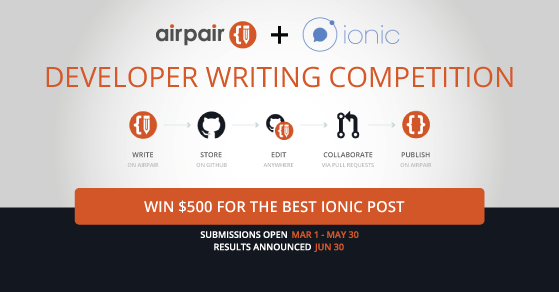 airpair + ionic
DEVELOPER WRITING COMPETITION
WRITE STORE EDIT COLLABORATE PUBLISH
ON AIRPAIR ON GITHUB ANYWHERE VIA PULL REQUESTS ON AIRPAIR
WIN $500 FOR THE BEST IONIC POST
SUBMISSIONS OPEN MAR 1 - MAY 30
RESULTS ANNOUNCED JUN 30